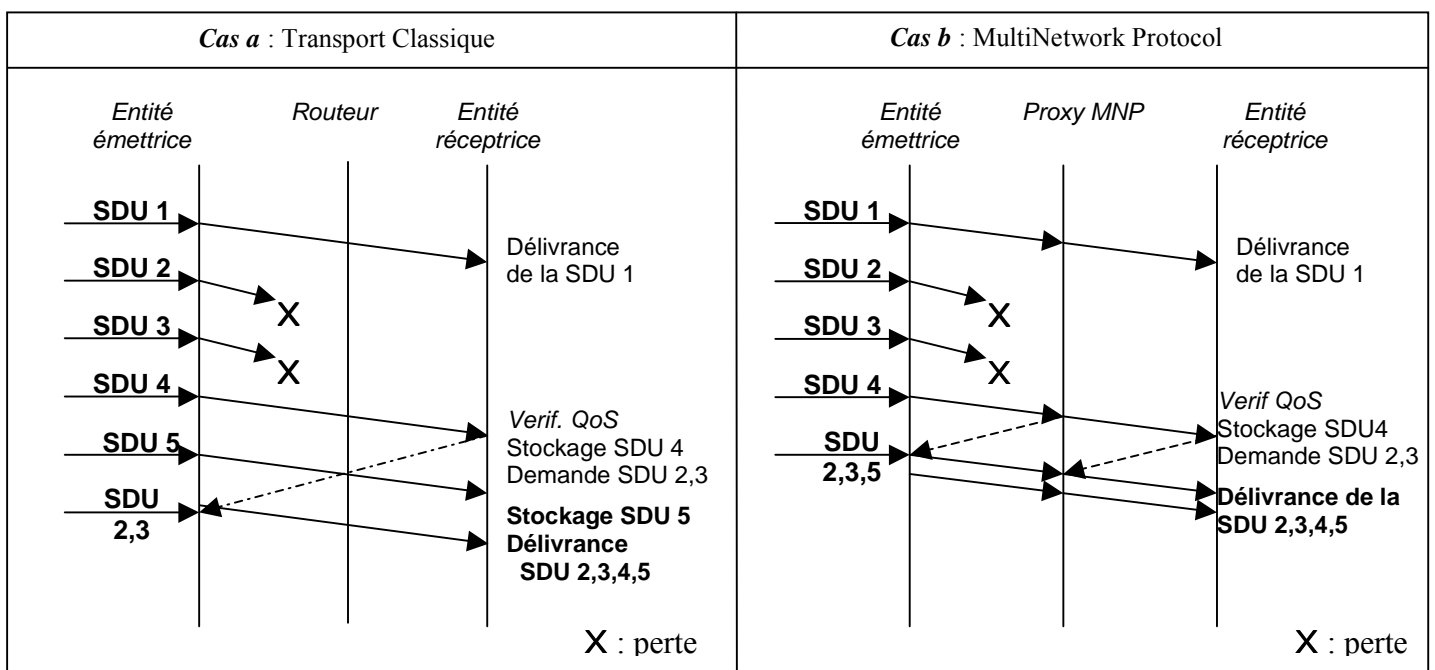 Cas a : Transport Classique
Entité
émettrice
Routeur
Entité
réceptrice
SDU 1
SDU 2
SDU 3
SDU 4
SDU 5
SDU
2,3
X
X
Délivrance
de la SDU 1
Verif. QoS
Stockage SDU 4
Demande SDU 2,3
Stockage SDU 5
Délivrance
SDU 2,3,4,5
X : perte
Cas b : MultiNetwork Protocol
Entité
émettrice
Proxy MNP
Entité
réceptrice
SDU 1
SDU 2
SDU 3
SDU 4
SDU
2,3,5
X
X
Délivrance
de la SDU 1
Verif QoS
Stockage SDU4
Demande SDU 2,3
Délivrance de la
SDU 2,3,4,5
X : perte